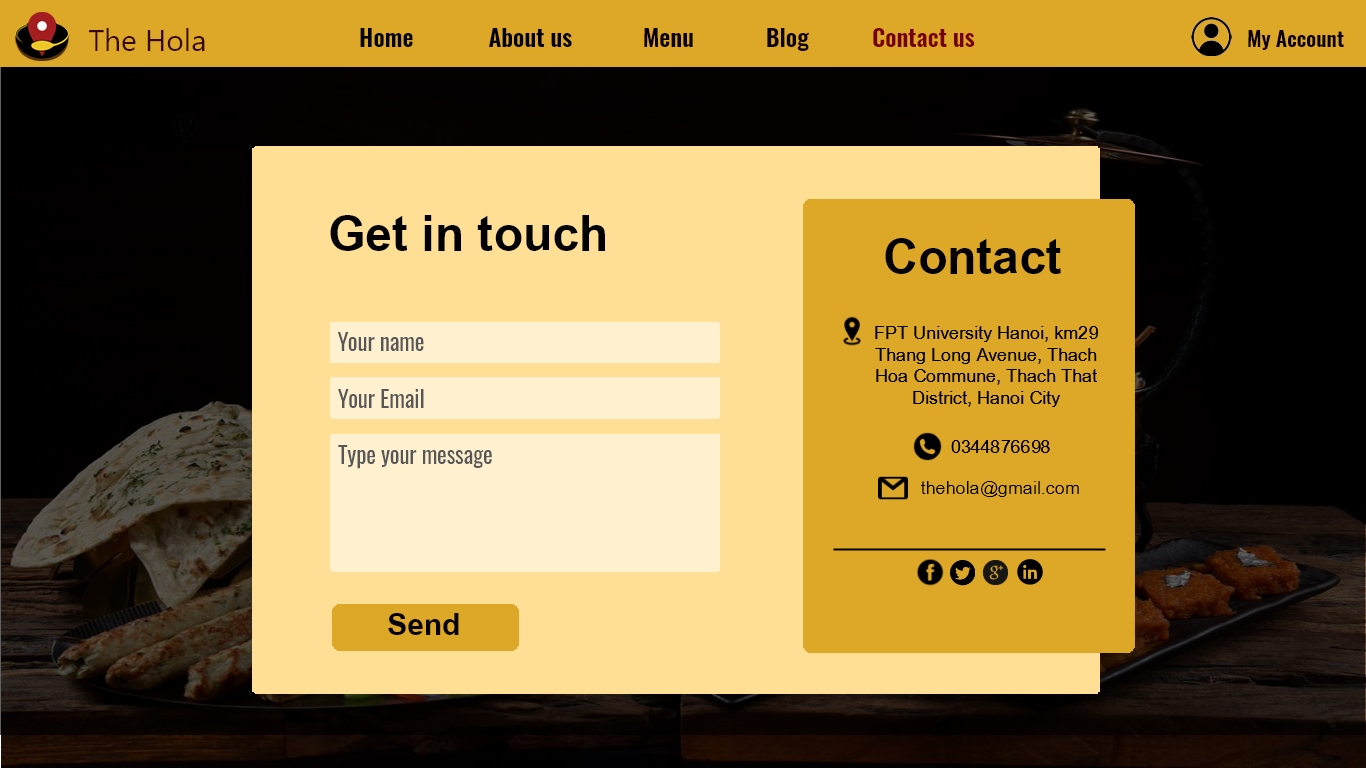 The Hola
Home
About us
Menu
Blog
Contact us
My Account
Get in touch
Your name
Your Email
Type your message
Send
Contact
FPT University Hanoi, km29
Thang Long Avenue, Thach
Hoa Commune, Thach That
District, Hanoi City
0344876698
thehola@gmail.com